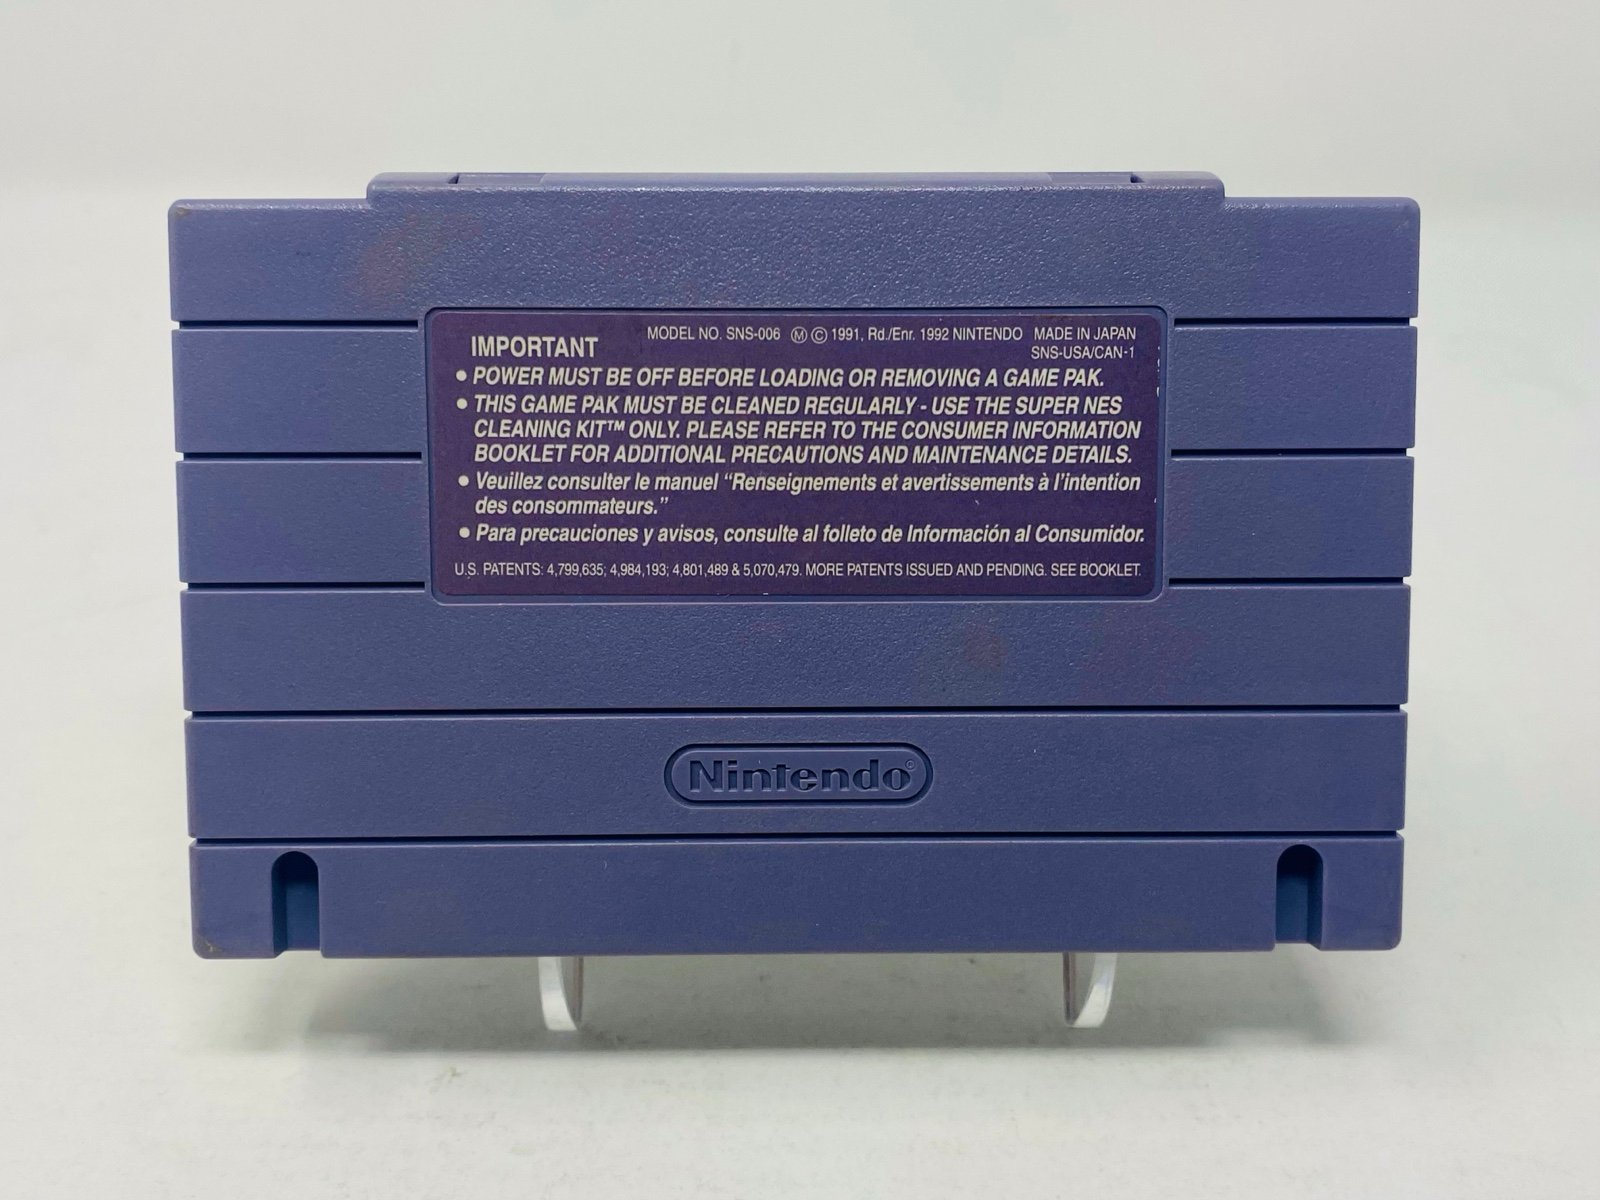 MODEL NO. SNS-006 Ⓜ © 1991, Rd./Enr. 1992 NINTENDO MADE IN JAPAN
IMPORTANT
SNS-USA/CAN-1
• POWER MUST BE OFF BEFORE LOADING OR REMOVING A GAME PAK.
• THIS GAME PAK MUST BE CLEANED REGULARLY - USE THE SUPER NES
CLEANING KIT™ ONLY. PLEASE REFER TO THE CONSUMER INFORMATION
BOOKLET FOR ADDITIONAL PRECAUTIONS AND MAINTENANCE DETAILS.
• Veuillez consulter le manuel “Renseignements et avertissements à l’intention
des consommateurs.”
• Para precauciones y avisos, consulte al folleto de Información al Consumidor.
U.S. PATENTS: 4,799,635; 4,984,193; 4,801,489 & 5,070,479. MORE PATENTS ISSUED AND PENDING. SEE BOOKLET.
Nintendo®